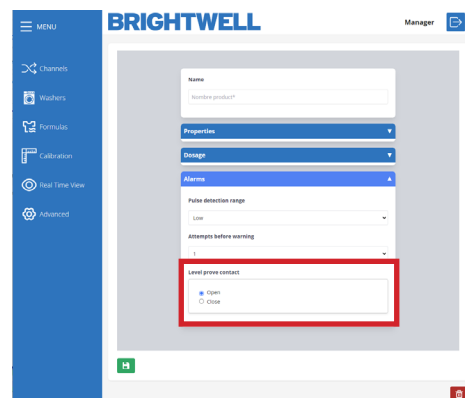 MENU
BRIGHTWELL
Manager
Channels
Washers
Formulas
Calibration
Real Time View
Advanced
Name
Nombre product*
Properties
Dosage
Alarms
Pulse detection range
Low
Attempts before warning
1
Level prove contact
Open
Close